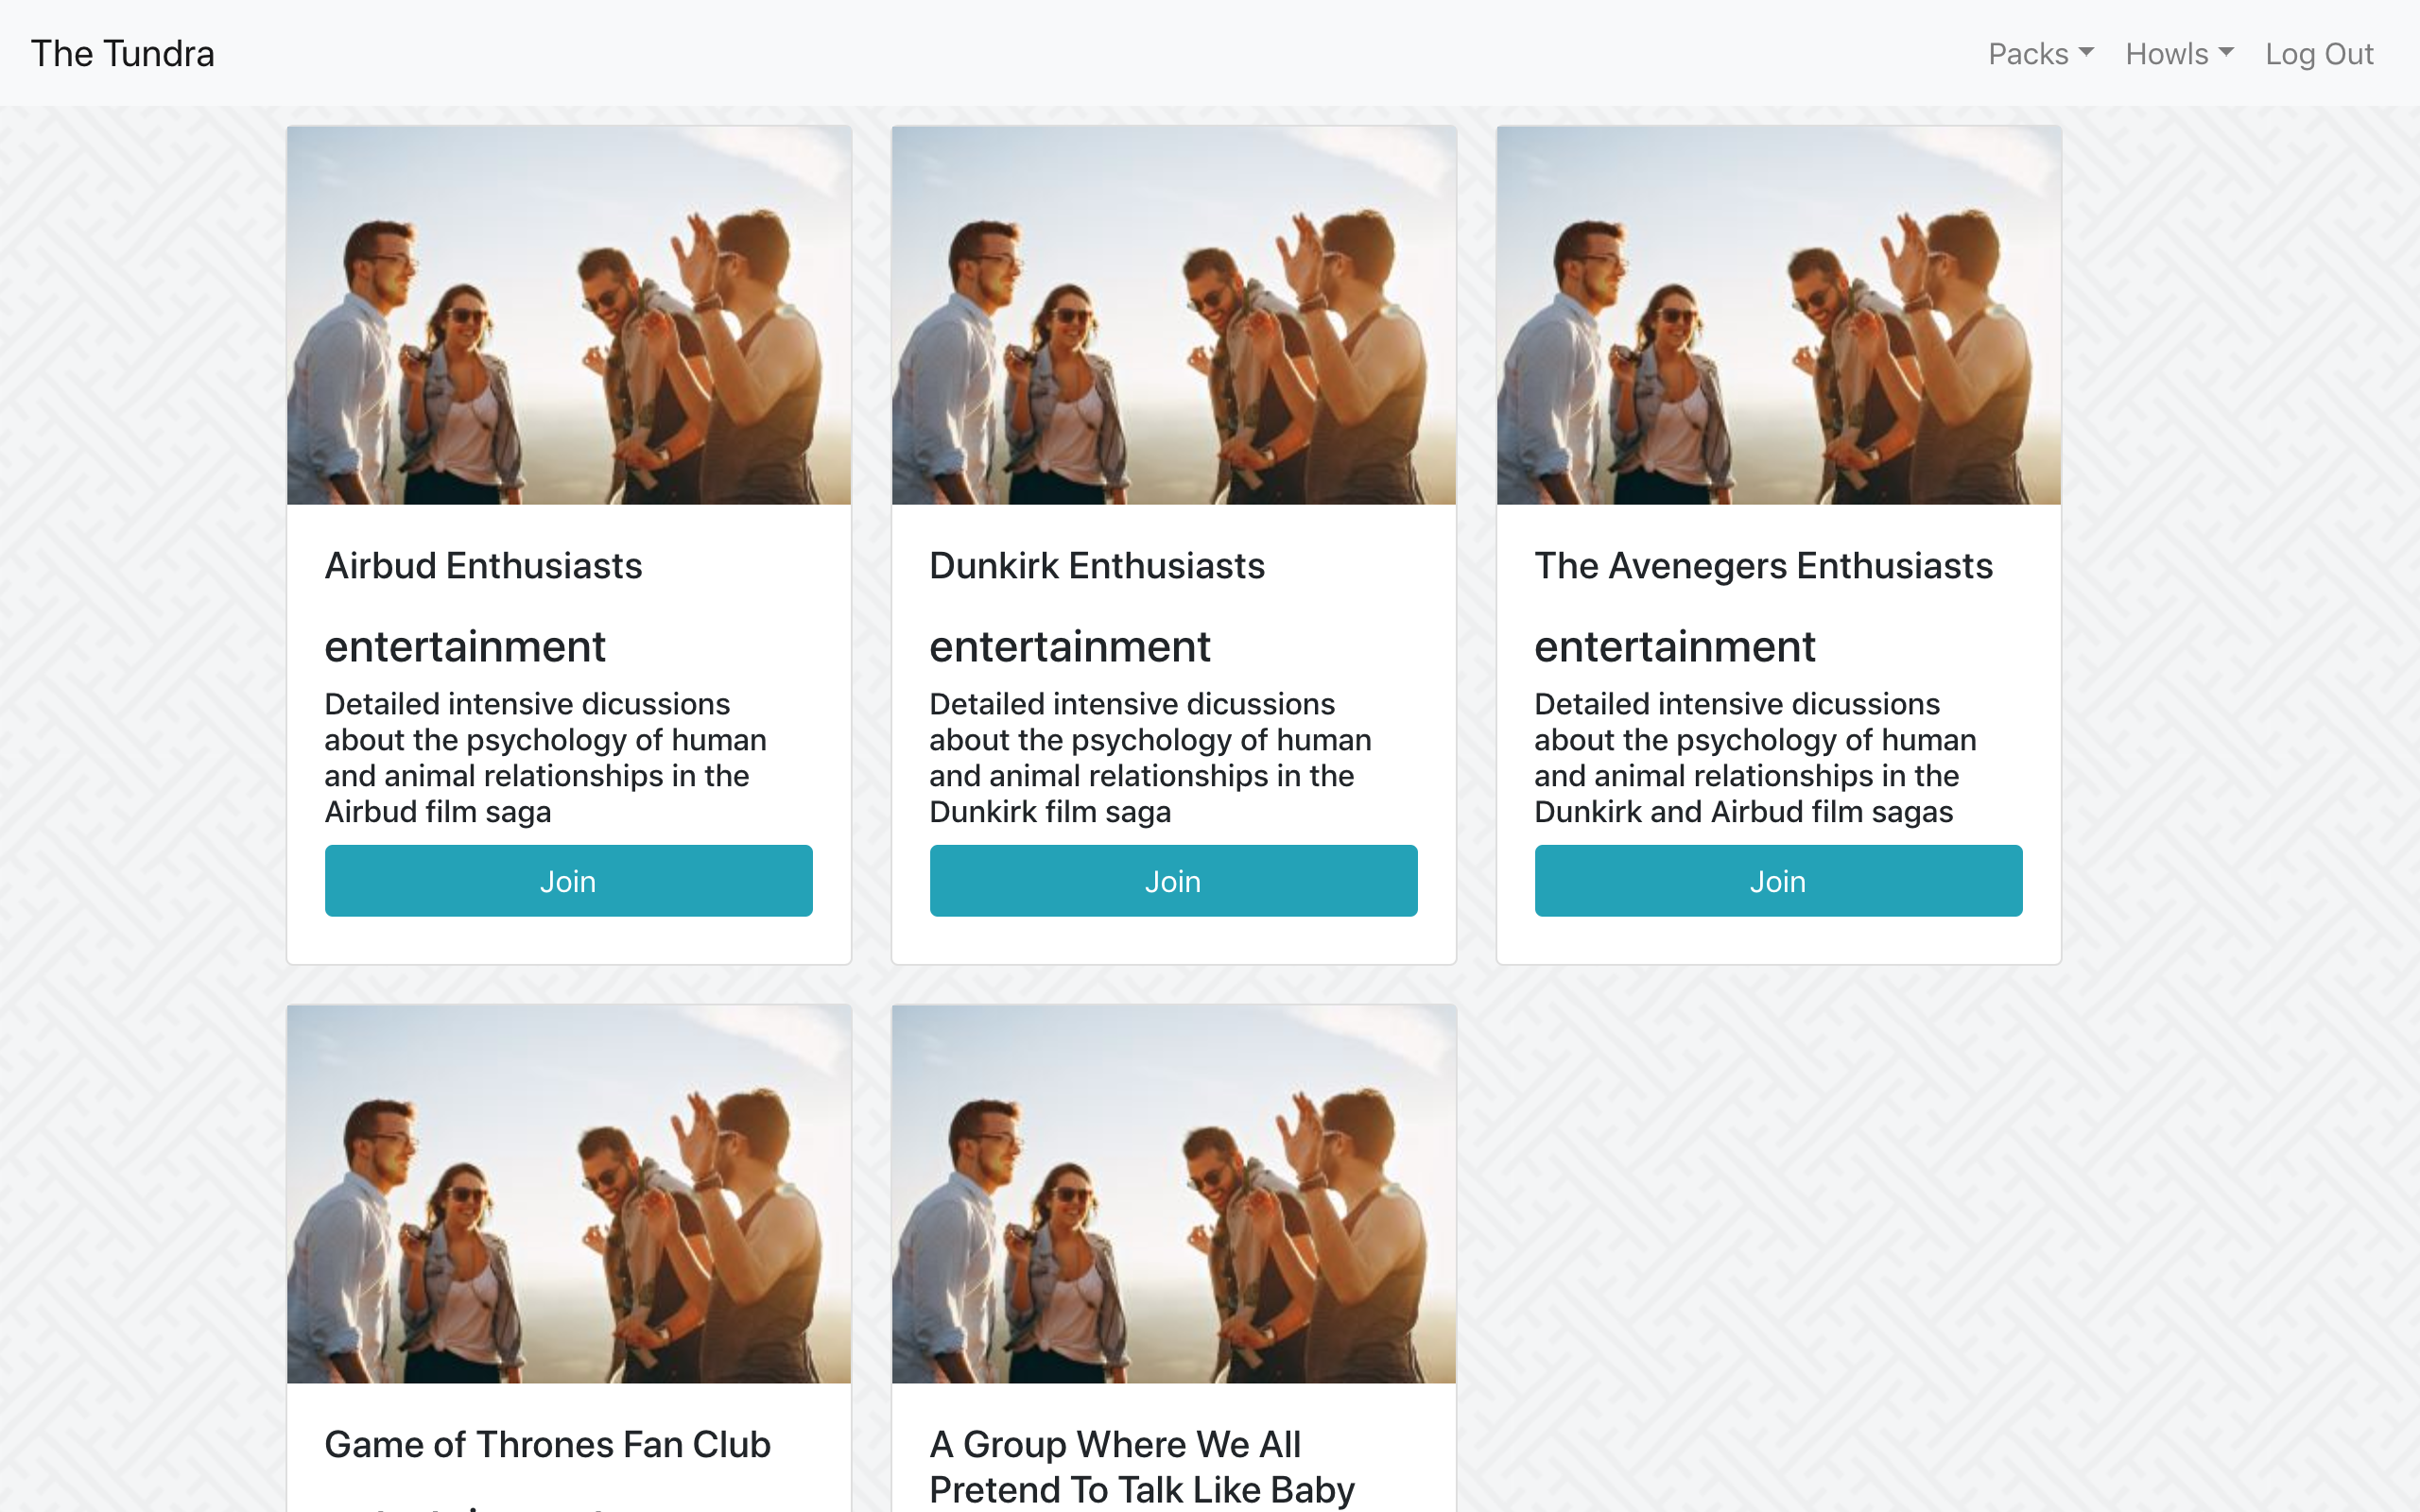 The Tundra
Packs Howls Log Out
Airbud Enthusiasts
entertainment
Detailed intensive dicussions
about the psychology of human
and animal relationships in the
Airbud film saga
Join
Dunkirk Enthusiasts
entertainment
Detailed intensive dicussions
about the psychology of human
and animal relationships in the
Dunkirk film saga
Join
The Avenegers Enthusiasts
entertainment
Detailed intensive dicussions
about the psychology of human
and animal relationships in the
Dunkirk and Airbud film sagas
Join
Game of Thrones Fan Club
A Group Where We All
Pretend To Talk Like Baby